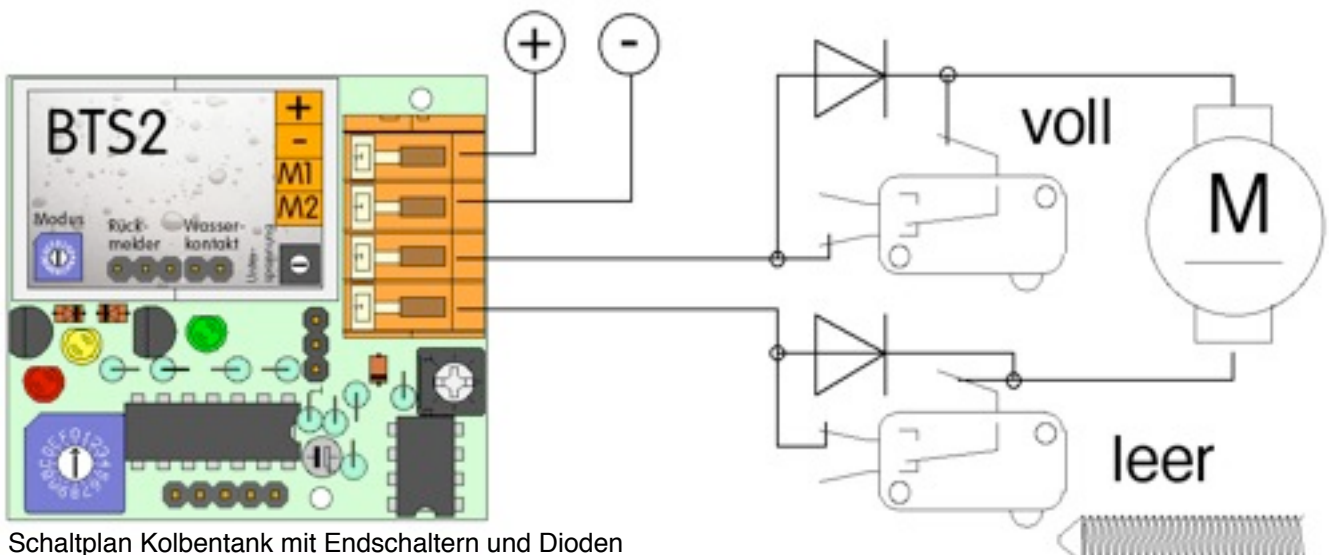 + -
BTS2
+
-
M1
M2
Modus
Rück-
melder
Wasser-
kontakt
Unter-
spannung
voll
M
leer
Schaltplan Kolbentank mit Endschaltern und Dioden